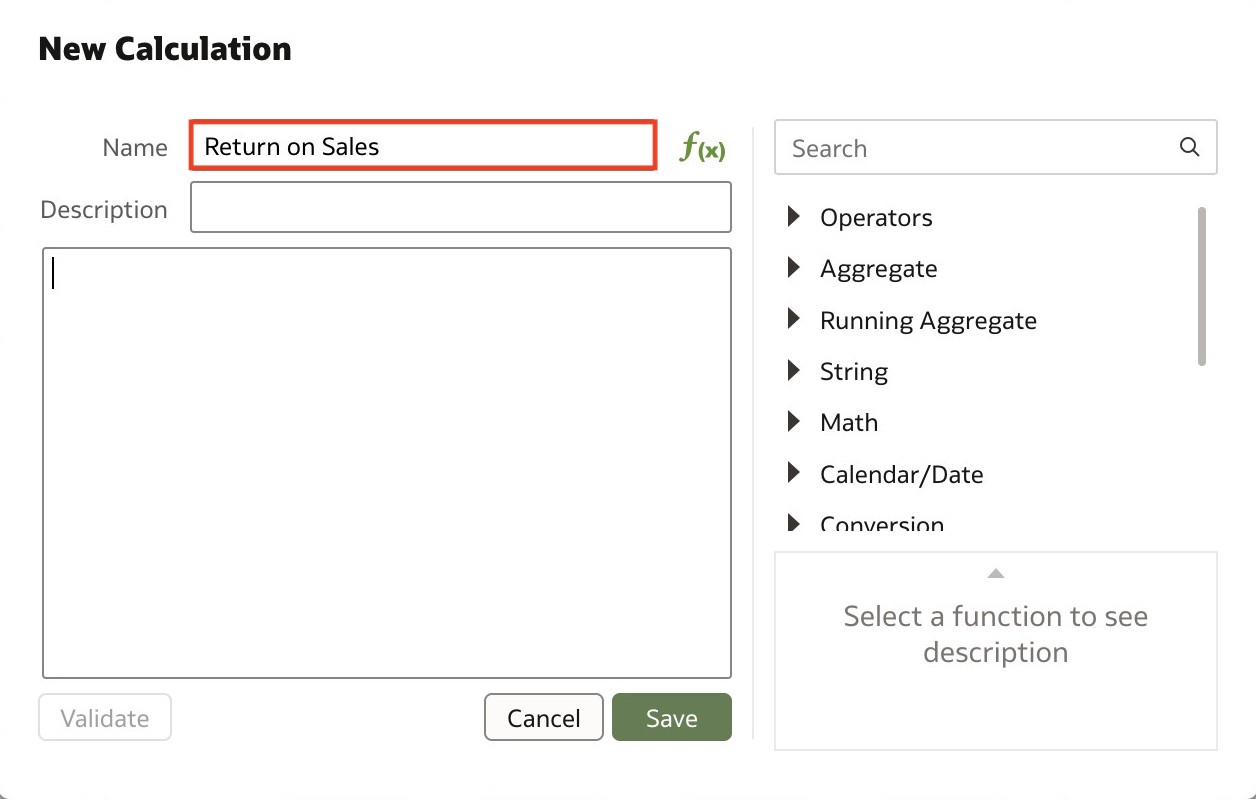 New Calculation
Name
Return on Sales
f(x)
Description
Validate
Cancel
Save
Search
Operators
Aggregate
Running Aggregate
String
Math
Calendar/Date
Conversion
Select a function to see
description